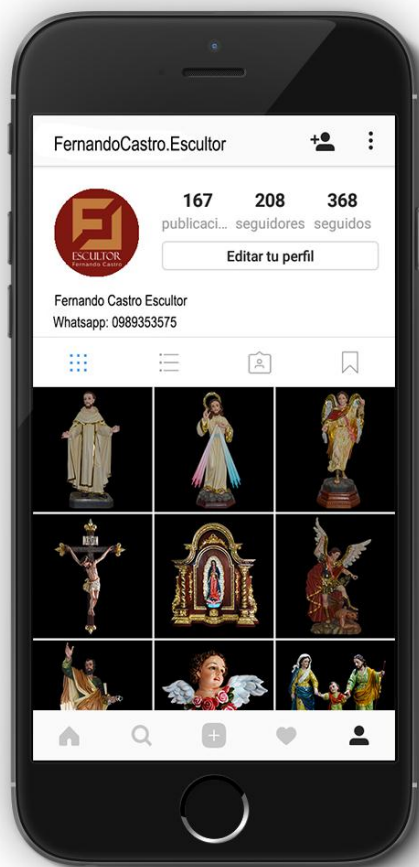 FernandoCastro.Escultor
167 208 368
publicaci... seguidores seguidos
Editar tu perfil
ESCULTOR
Fernando Castro
Fernando Castro Escultor
Whatsapp: 0989353575